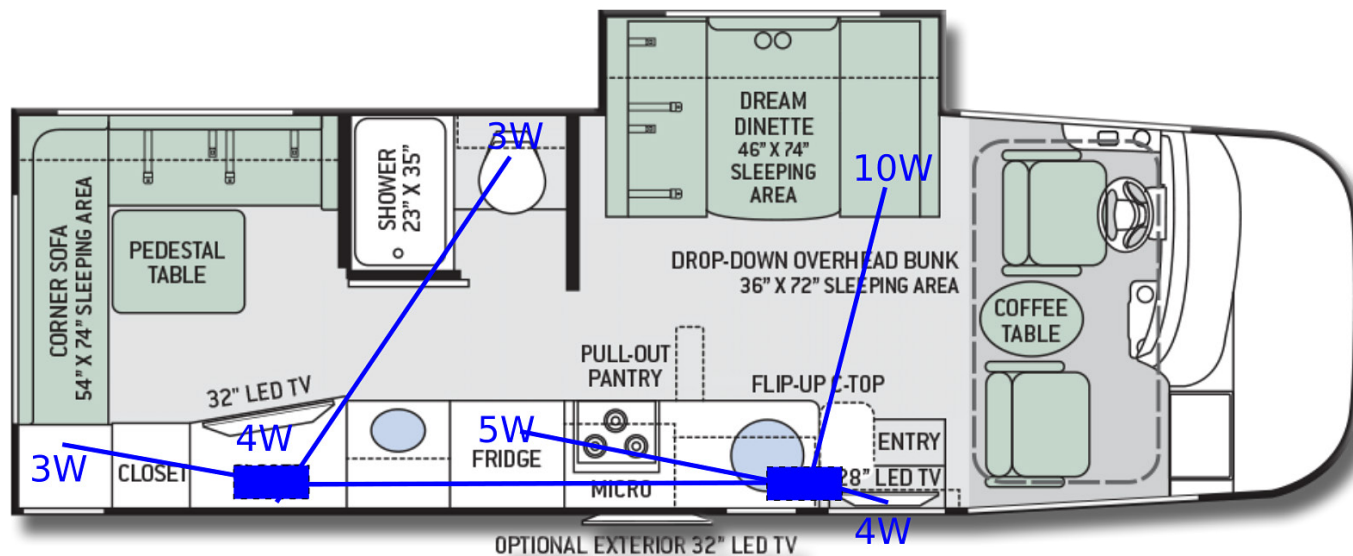 DREAM
DINETTE
46" X 74"
SLEEPING
AREA
3W
10W
SHOWER
23" X 35"
CORNER SOFA
54" X 74" SLEEPING AREA
PEDESTAL
TABLE
DROP-DOWN OVERHEAD BUNK
36" X 72" SLEEPING AREA
COFFEE
TABLE
PULL-OUT
PANTRY
32" LED TV
FLIP-UP C-TOP
4W
5W
3W
CLOSET
FRIDGE
MICRO
ENTRY
28" LED TV
4W
OPTIONAL EXTERIOR 32" LED TV